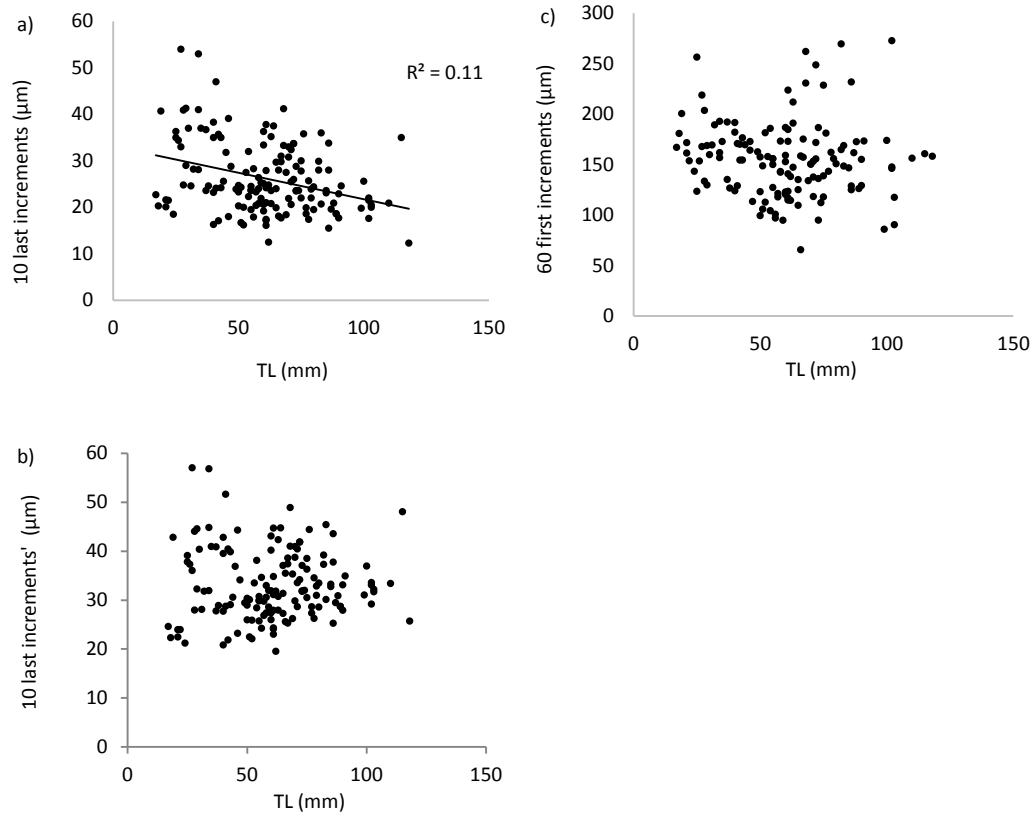 a)
60
50
40
30
20
10
0
10 last increments (µm)
R² = 0.11
0 50 100 150
TL (mm)
c)
300
250
200
150
100
50
0
60 first increments (µm)
0 50 100 150
TL (mm)
b)
60
50
40
30
20
10
0
10 last increments' (µm)
0 50 100 150
TL (mm)